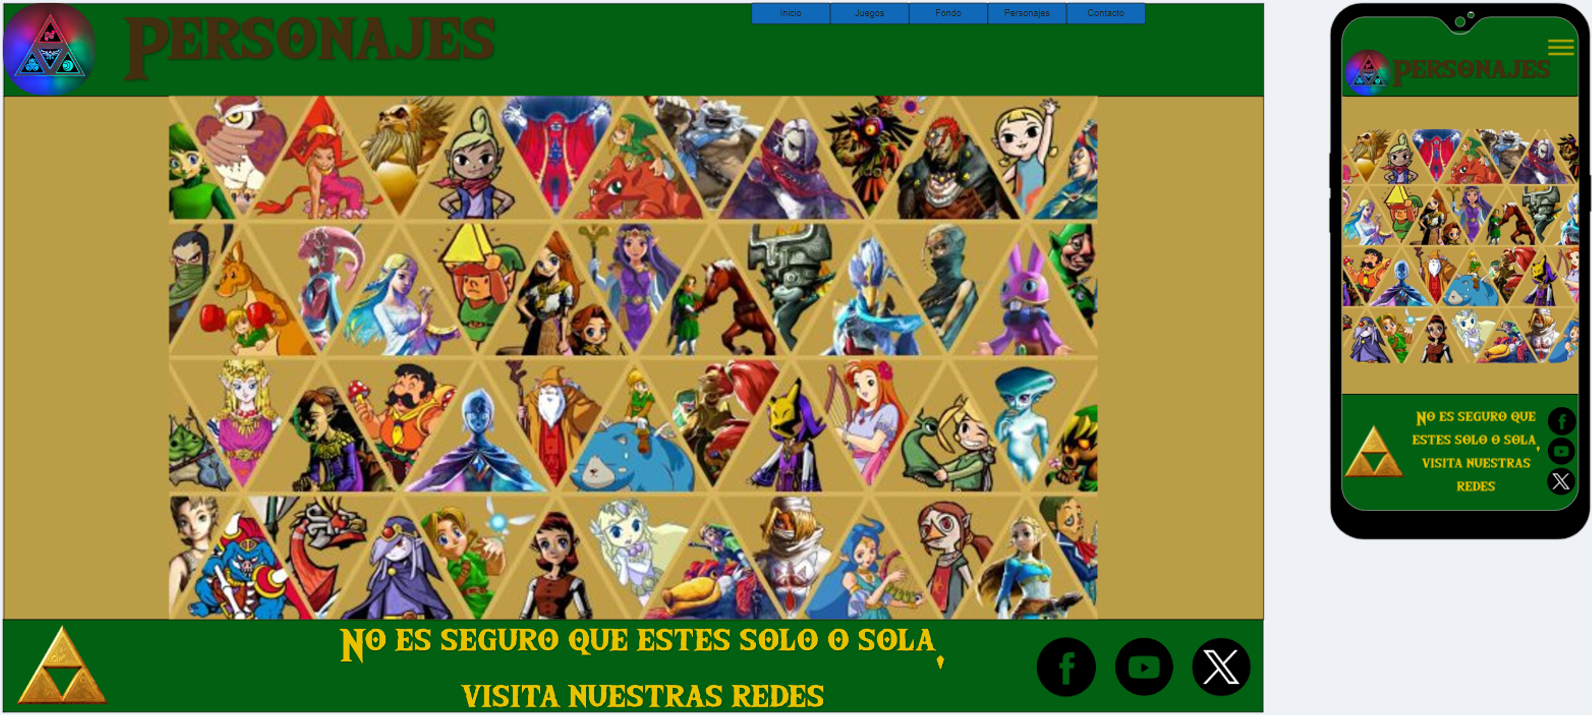 Personajes
Inicio
Juegos
Fondo
Personajes
Contacto
No es seguro que estes solo o sola,
visita nuestras redes
Personajes
No es seguro que
estes solo o sola,
visita nuestras
redes